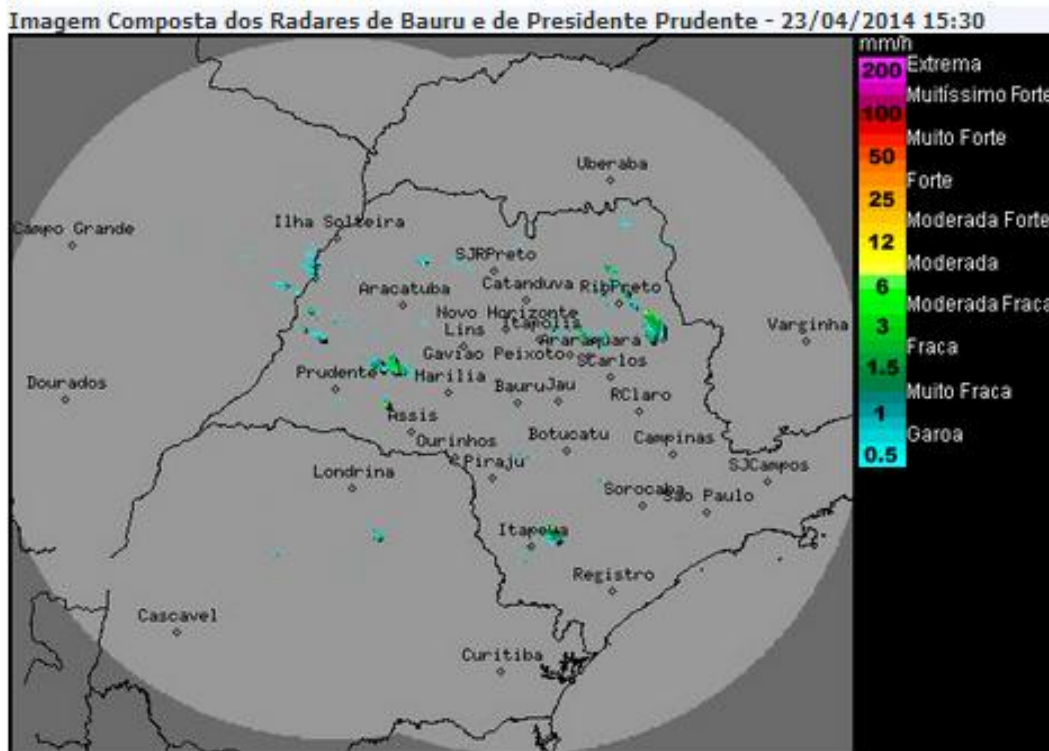 Imagem Composta dos Radares de Bauru e de Presidente Prudente - 23/04/2014 15:30
mm/h
200 Extrema
Muitíssimo Forte
100
Muito Forte
50
Forte
25
Moderada Forte
12
Moderada
6
Moderada Fraca
3
Fraca
1.5
Muito Fraca
1
Garoa
0.5
Uberaba
Ilha Solteira
Campo Grande
SJRPreto
Catanduva
RibPreto
Aracatuba
Novo Horizonte
Itapolis
Varginha
Lins
Araraquara
Gaviao Peixoto
SCarlos
Prudente
Marilia
Dourados
Bauru
Jau
RClaro
Assis
Ourinhos
Botucatu
Campinas
Piraju
SJCampos
Londrina
Sorocaba
Sao Paulo
Itapeva
Registro
Cascavel
Curitiba